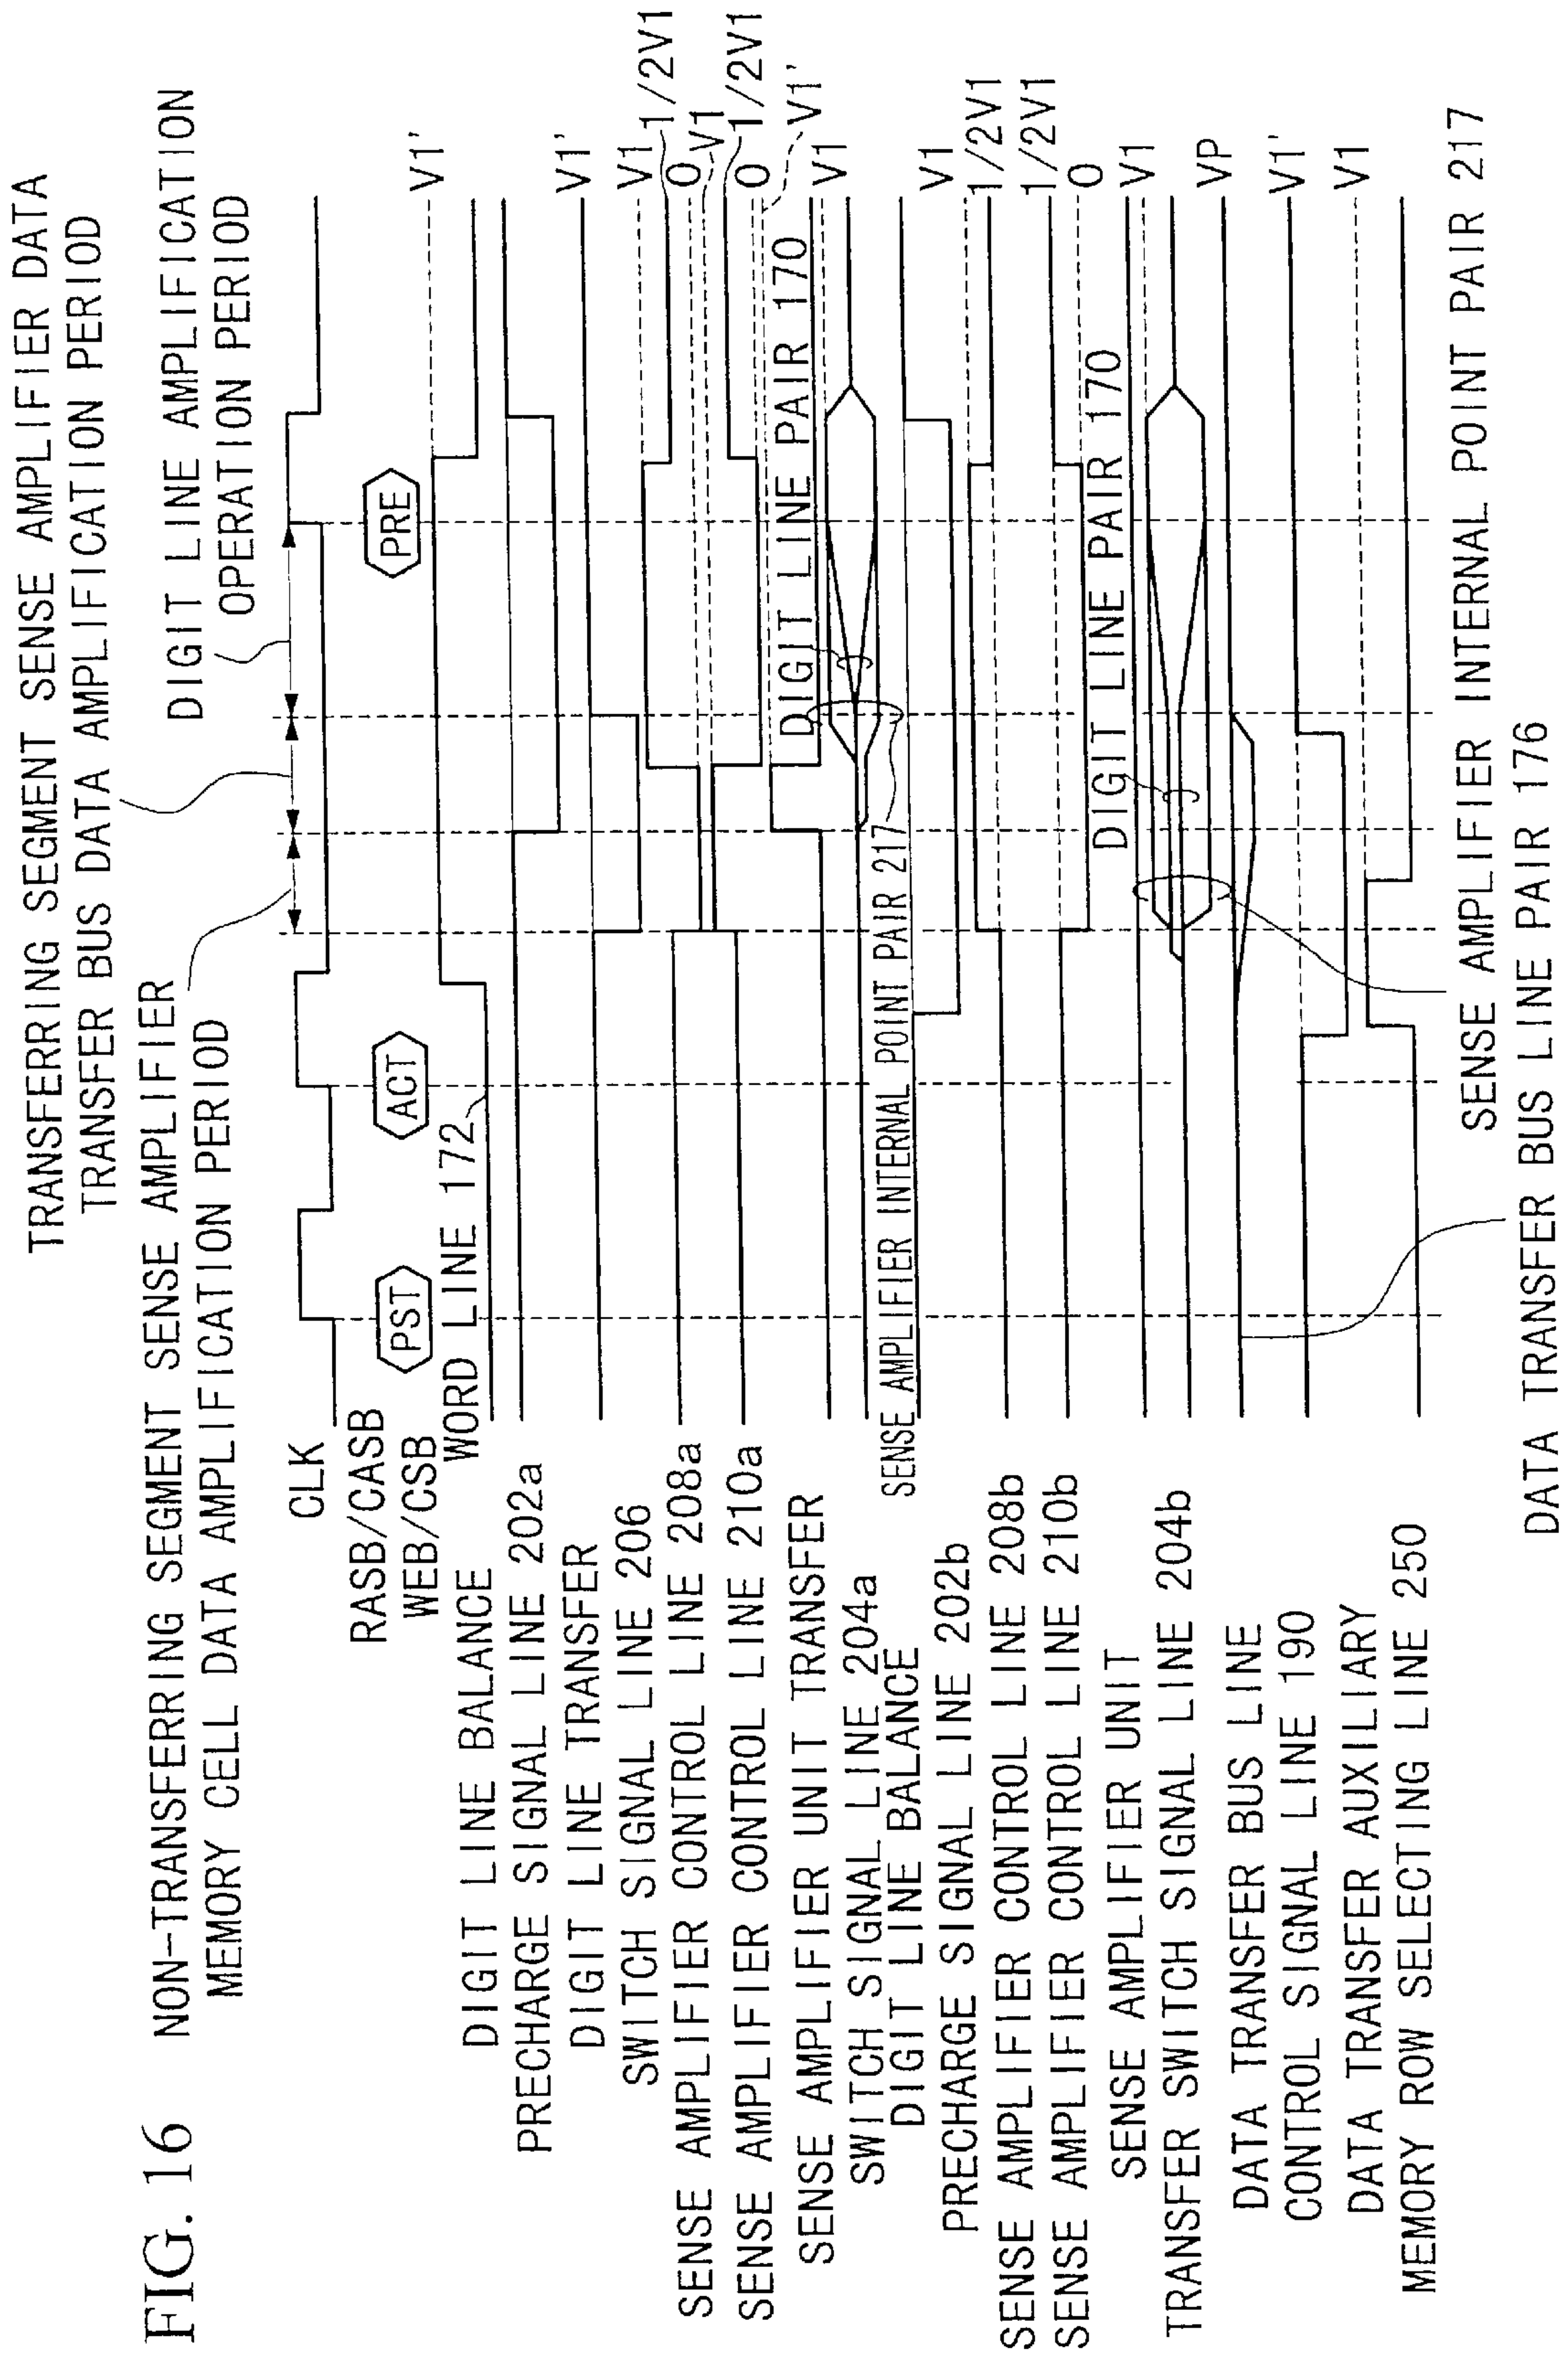 FIG. 16
NON-TRANSFERRING SEGMENT SENSE AMPLIFIER
MEMORY CELL DATA AMPLIFICATION PERIOD
TRANSFERRING SEGMENT SENSE AMPLIFIER DATA
TRANSFER BUS DATA AMPLIFICATION PERIOD
DIGIT LINE AMPLIFICATION
OPERATION PERIOD
CLK
RASB/CASB
WEB/CSB
PST
ACT
PRE
WORD LINE 172
V1'
DIGIT LINE BALANCE
PRECHARGE SIGNAL LINE 202a
V1'
DIGIT LINE TRANSFER
SWITCH SIGNAL LINE 206
V1
1/2V1
SENSE AMPLIFIER CONTROL LINE 208a
0
V1
SENSE AMPLIFIER CONTROL LINE 210a
1/2V1
0
V1'
SENSE AMPLIFIER UNIT TRANSFER
SWITCH SIGNAL LINE 204a
DIGIT LINE PAIR 170
V1
SENSE AMPLIFIER INTERNAL POINT PAIR 217
DIGIT LINE BALANCE
PRECHARGE SIGNAL LINE 202b
V1
1/2V1
SENSE AMPLIFIER CONTROL LINE 208b
1/2V1
SENSE AMPLIFIER CONTROL LINE 210b
0
SENSE AMPLIFIER UNIT
TRANSFER SWITCH SIGNAL LINE 204b
DIGIT LINE PAIR 170
V1
VP
DATA TRANSFER BUS LINE
CONTROL SIGNAL LINE 190
V1'
DATA TRANSFER AUXILIARY
MEMORY ROW SELECTING LINE 250
V1
SENSE AMPLIFIER INTERNAL POINT PAIR 217
DATA TRANSFER BUS LINE PAIR 176